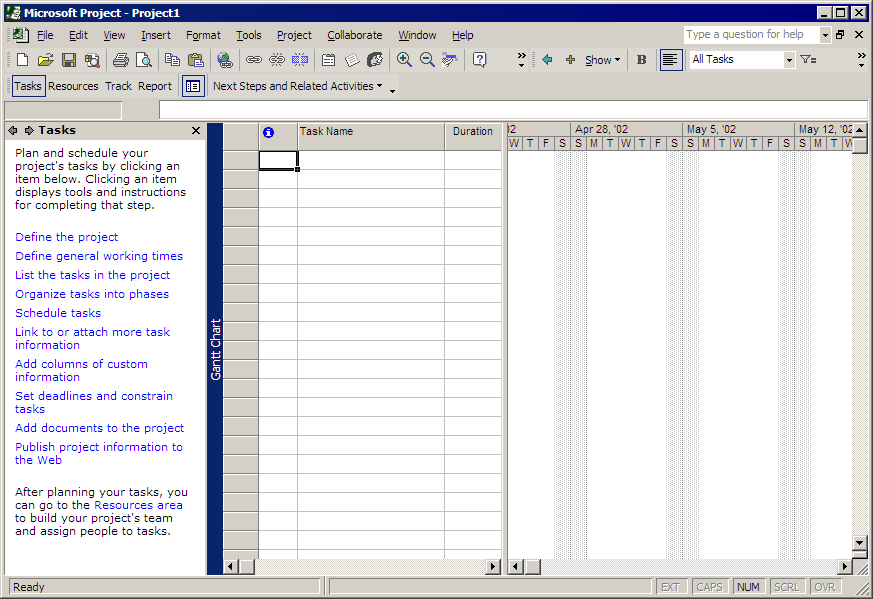 Microsoft Project - Project1
File Edit View Insert Format Tools Project Collaborate Window Help
Type a question for help
Show B All Tasks
Tasks Resources Track Report Next Steps and Related Activities
Tasks
Plan and schedule your
project's tasks by clicking an
item below. Clicking an item
displays tools and instructions
for completing that step.
Define the project
Define general working times
List the tasks in the project
Organize tasks into phases
Schedule tasks
Link to or attach more task
information
Add columns of custom
information
Set deadlines and constrain
tasks
Add documents to the project
Publish project information to
the Web
After planning your tasks, you
can go to the Resources area
to build your project's team
and assign people to tasks.
Gantt Chart
Task Name Duration
02 Apr 28, '02 May 5, '02 May 12, '02
W T F S S M T W T F S S M T W T F S S M T W
Ready
EXT CAPS NUM SCRL OVR